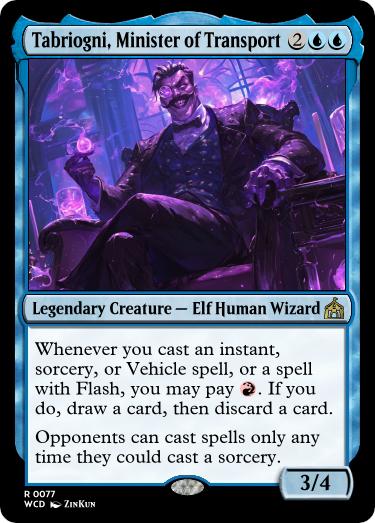 Tabriogni, Minister of Transport 2
Legendary Creature — Elf Human Wizard
Whenever you cast an instant,
sorcery, or Vehicle spell, or a spell
with Flash, you may pay . If you
do, draw a card, then discard a card.
Opponents can cast spells only any
time they could cast a sorcery.
3/4
R 0077
WCD ZinKun